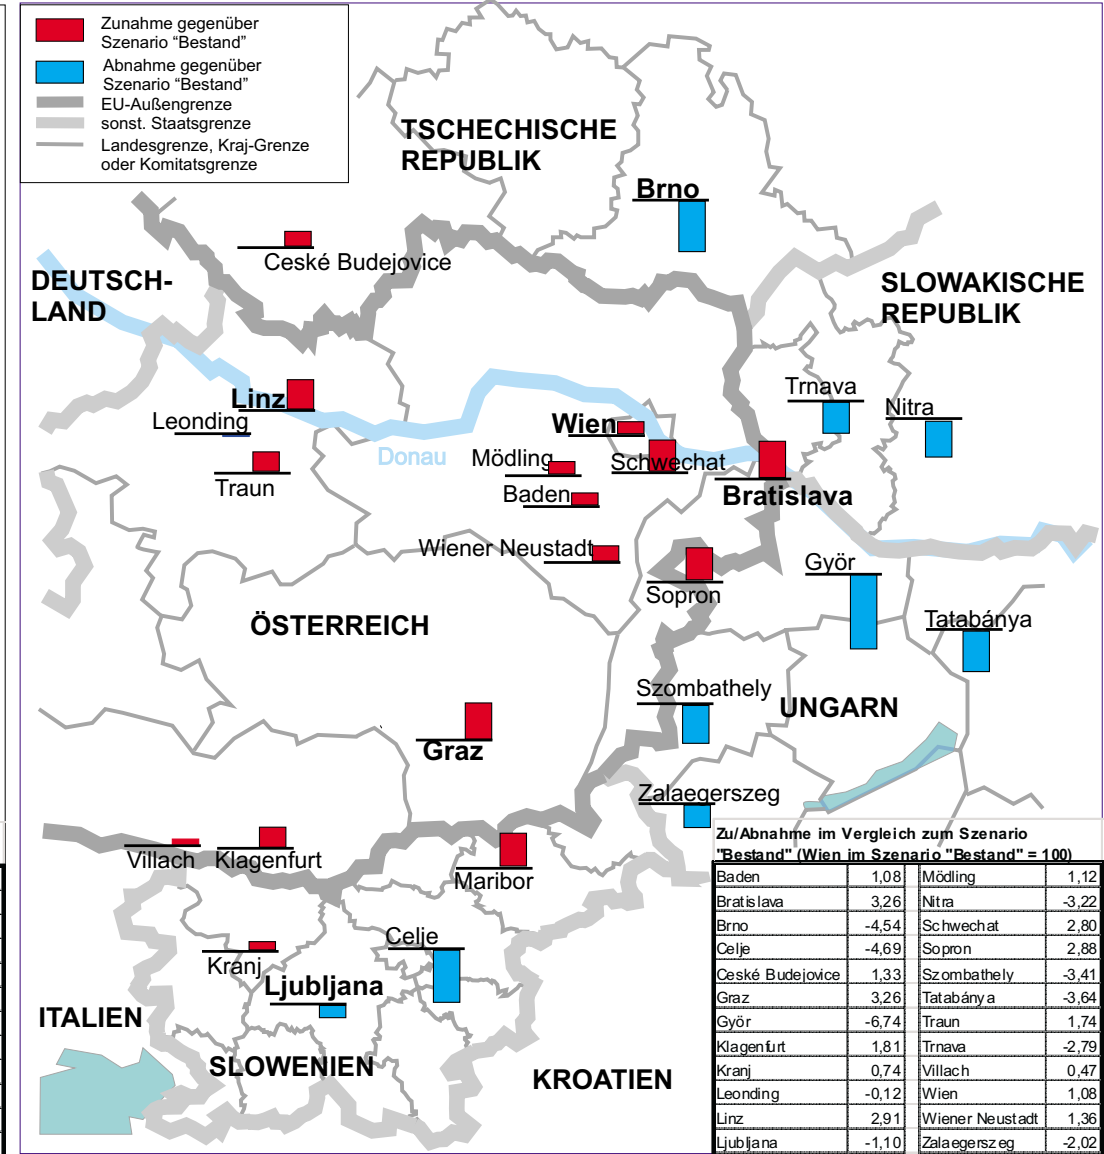 Zunahme gegenüber
Szenario “Bestand”
Abnahme gegenüber
Szenario “Bestand”
EU-Außengrenze
sonst. Staatsgrenze
Landesgrenze, Kraj-Grenze
oder Komitatsgrenze
TSCHECHISCHE
REPUBLIK
Brno
Ceské Budejovice
DEUTSCH-
LAND
SLOWAKISCHE
REPUBLIK
Linz
Leonding
Traun
Donau
Wien
Mödling
Schwechat
Baden
Wiener Neustadt
Trnava
Nitra
Bratislava
Sopron
Györ
Tatabánya
ÖSTERREICH
Szombathely
UNGARN
Graz
Zalaegerszeg
Villach
Klagenfurt
Maribor
Kranj
Celje
Ljubljana
ITALIEN
SLOWENIEN
KROATIEN
Zu/Abnahme im Vergleich zum Szenario
"Bestand" (Wien im Szenario "Bestand" = 100)
Baden 1,08 Mödling 1,12
Bratislava 3,26 Nitra -3,22
Brno -4,54 Schwechat 2,80
Celje -4,69 Sopron 2,88
Ceské Budejovice 1,33 Szombathely -3,41
Graz 3,26 Tatabánya -3,64
Györ -6,74 Traun 1,74
Klagenfurt 1,81 Trnava -2,79
Kranj 0,74 Villach 0,47
Leonding -0,12 Wien 1,08
Linz 2,91 Wiener Neustadt 1,36
Ljubljana -1,10 Zalaegerszeg -2,02